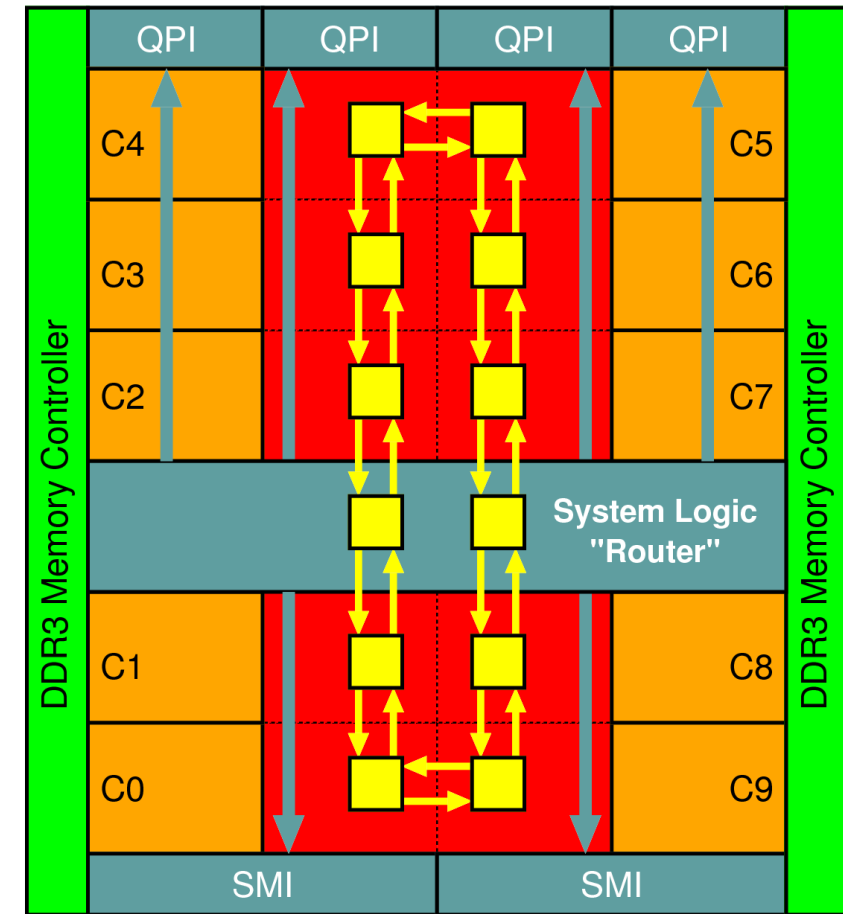 QPI QPI QPI QPI
C4 C5
C3 C6
C2 C7
System Logic
"Router"
C1 C8
C0 C9
SMI SMI
DDR3 Memory Controller
DDR3 Memory Controller